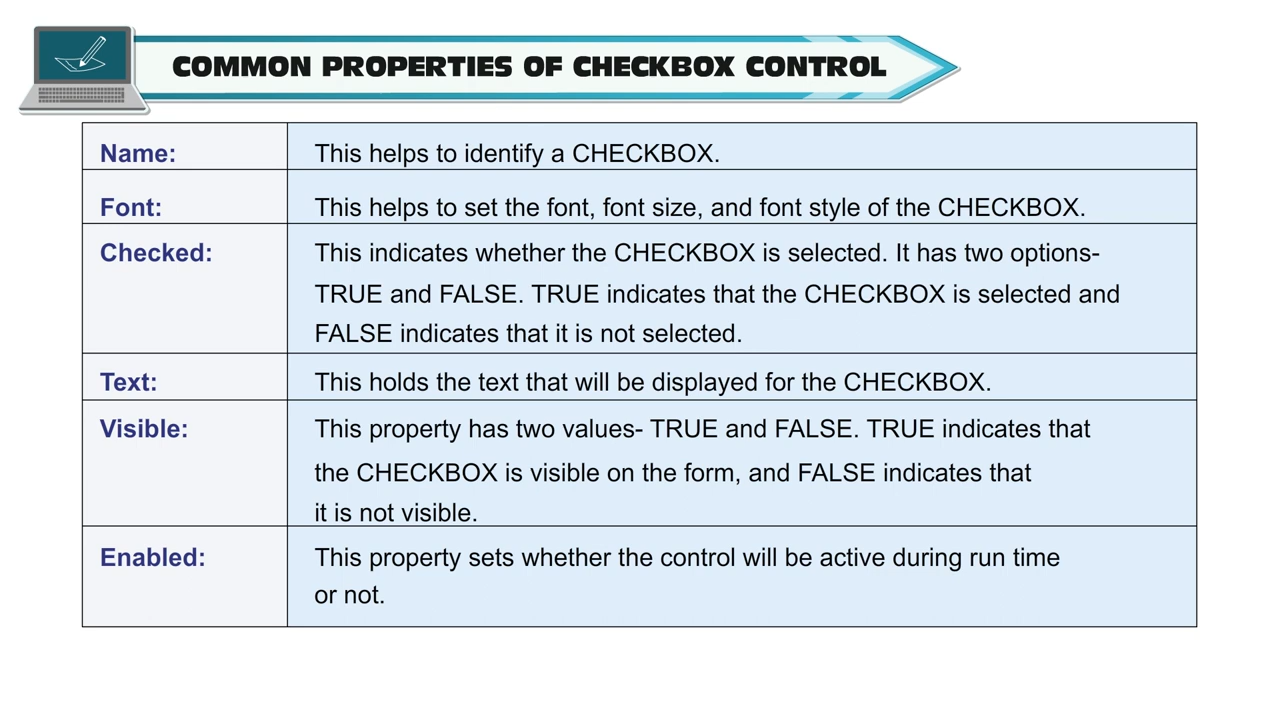 COMMON PROPERTIES OF CHECKBOX CONTROL
Name: This helps to identify a CHECKBOX.
Font: This helps to set the font, font size, and font style of the CHECKBOX.
Checked: This indicates whether the CHECKBOX is selected. It has two options-
TRUE and FALSE. TRUE indicates that the CHECKBOX is selected and
FALSE indicates that it is not selected.
Text: This holds the text that will be displayed for the CHECKBOX.
Visible: This property has two values- TRUE and FALSE. TRUE indicates that
the CHECKBOX is visible on the form, and FALSE indicates that
it is not visible.
Enabled: This property sets whether the control will be active during run time
or not.